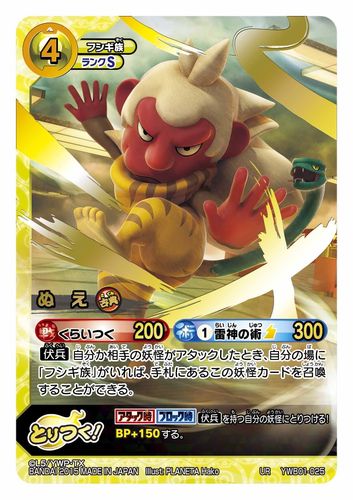 4
フシギ族
ランクS
ぬえ
古典
くらいつく 200
術 1 雷神の術 300
伏兵 自分か相手の妖怪がアタックしたとき、自分の場に
「フシギ族」がいれば、手札にあるこの妖怪カードを召喚
することができる。
とりつく!
アタック時 ブロック時 伏兵を持つ自分の妖怪にとりつける!
BP+150する。
©L5/YWP・TX
BANDAI 2015 MADE IN JAPAN Illust PLANETA Hoko UR YWB01-025